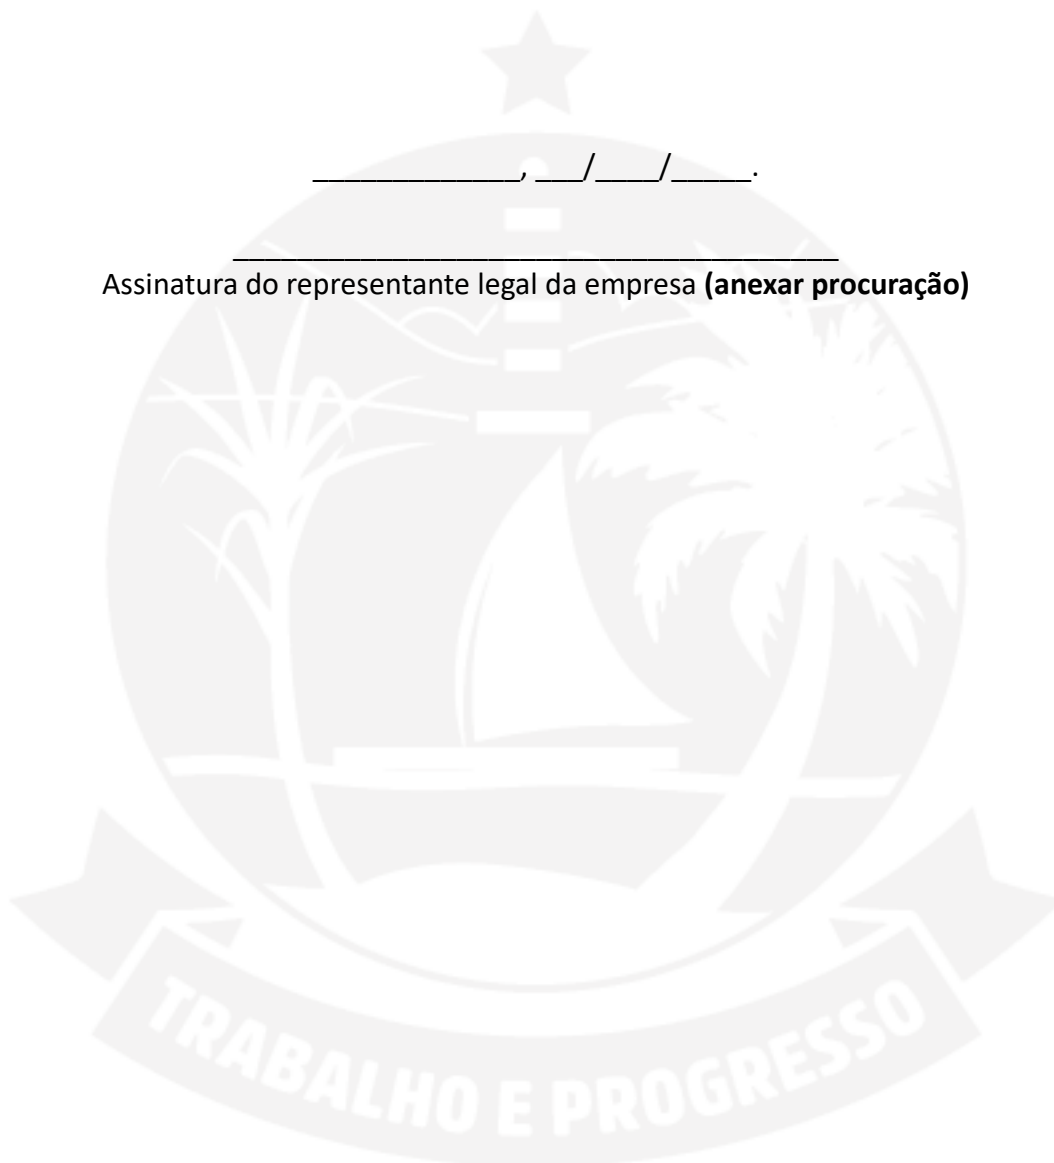 _____________, ___/____/_____.
______________________________________
Assinatura do representante legal da empresa (anexar procuração)
TRABALHO E PROGRESSO